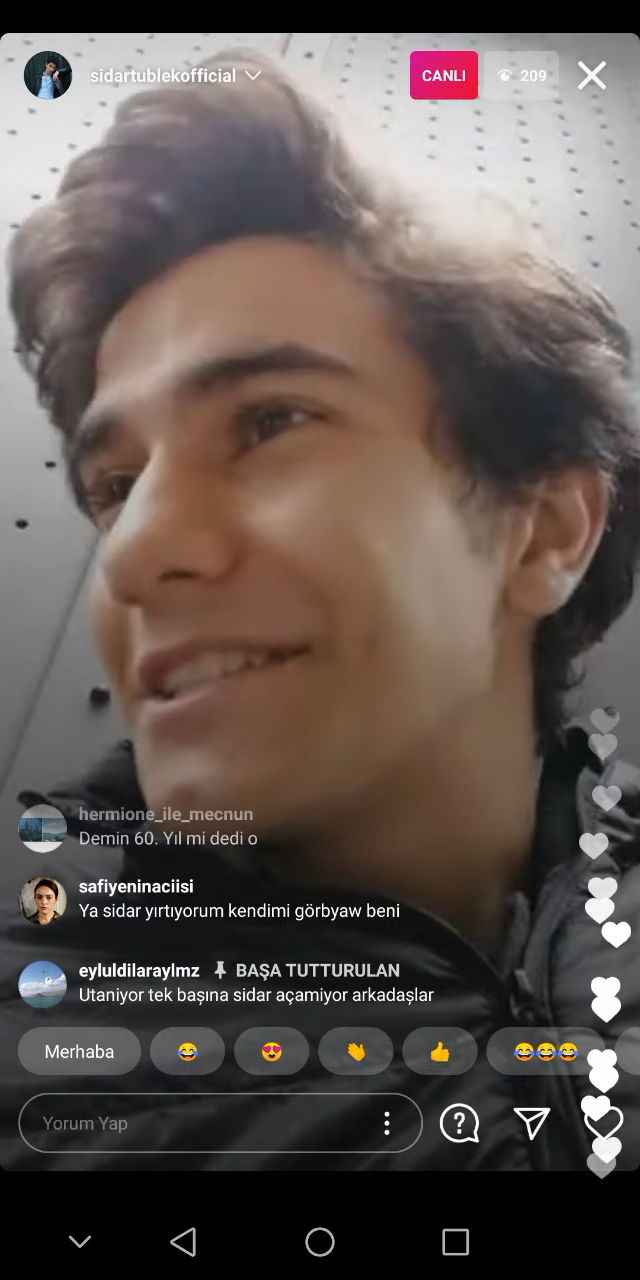 sidartublekofficial
CANLI
209
hermione_ile_mecnun
Demin 60. Yıl mi dedi o
safiyeninaciisi
Ya sidar yırtıyorum kendimi görbyaw beni
eyluldilaraylmz BAŞA TUTTURULAN
Utaniyor tek başına sidar açamiyor arkadaşlar
Merhaba
Yorum Yap